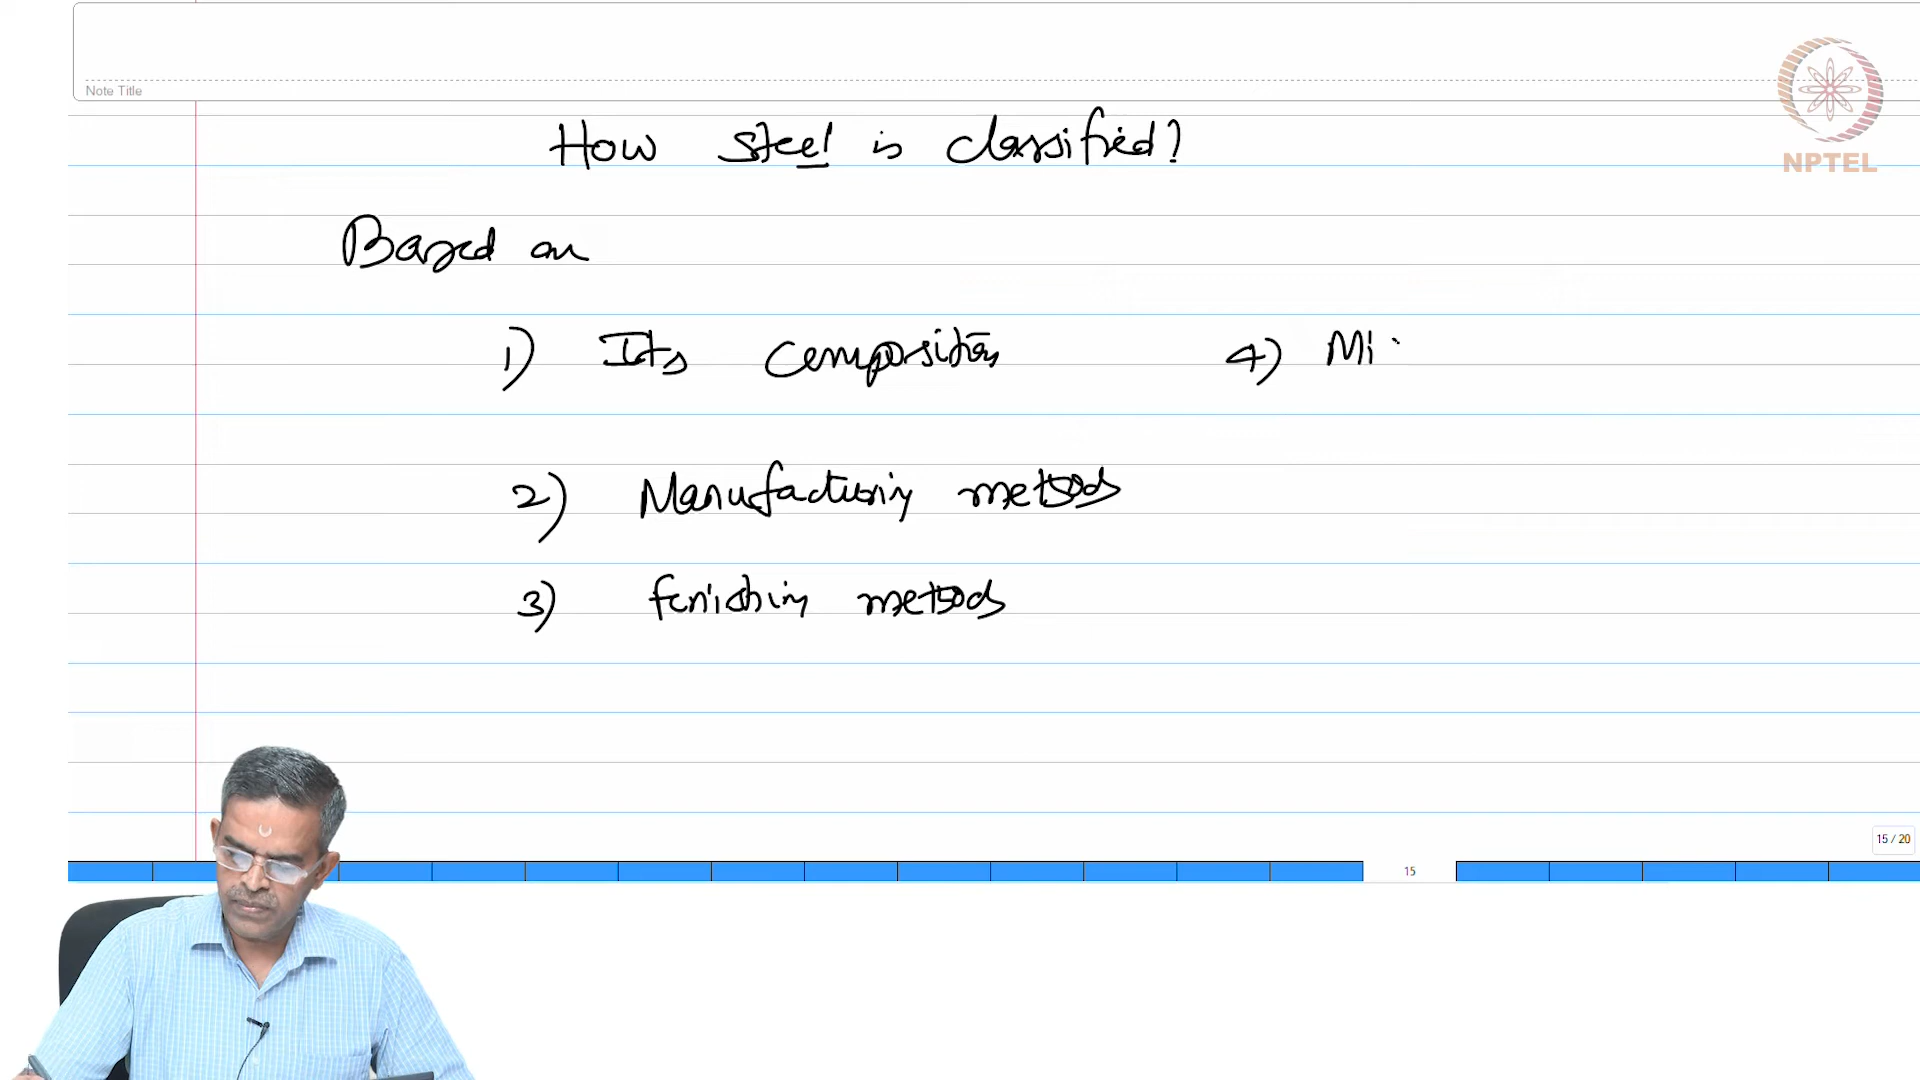 Note Title
How steel is classified?
NPTEL
Based on
1) Its composition
4) Mi
2) Manufacturing methods
3) finishing methods
15 / 20
15